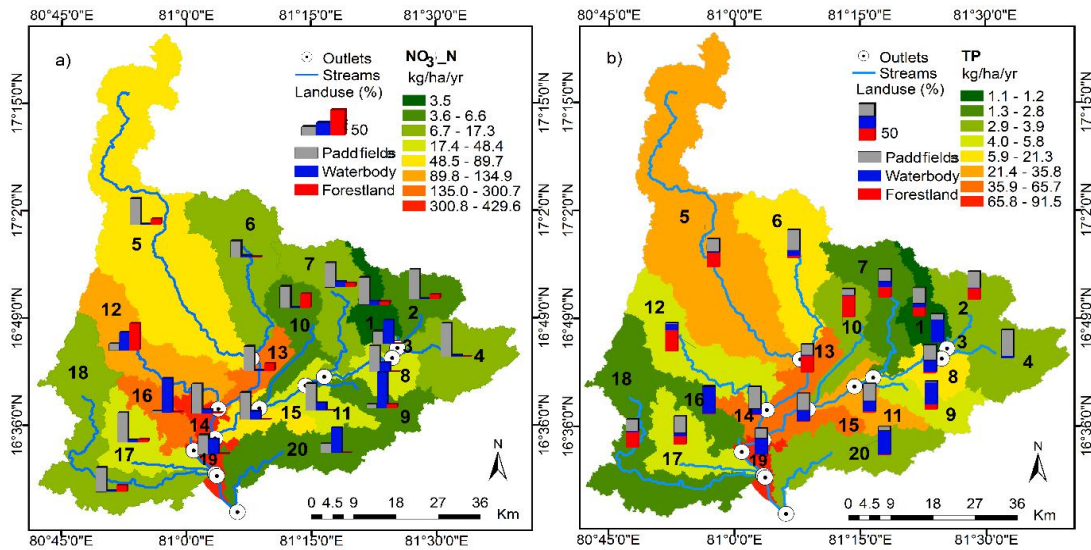 80°45'0"E 81°0'0"E 81°15'0"E 81°30'0"E
a)
Outlets
Streams
Landuse (%)
50
Paddfields
Waterbody
Forestland
NO3_N
kg/ha/yr
3.5
3.6 - 6.6
6.7 - 17.3
17.4 - 48.4
48.5 - 89.7
89.8 - 134.9
135.0 - 300.7
300.8 - 429.6
17°15'0"N
17°2'0"N
16°49'0"N
16°36'0"N
5
6
7
2
12
10
1
13
3
4
18
8
16
9
14
15
11
17
19
20
N
0 4.5 9 18 27 36
Km
80°45'0"E 81°0'0"E 81°15'0"E 81°30'0"E
80°45'0"E 81°0'0"E 81°15'0"E 81°30'0"E
b)
Outlets
Streams
Landuse (%)
50
Paddfields
Waterbody
Forestland
TP
kg/ha/yr
1.1 - 1.2
1.3 - 2.8
2.9 - 3.9
4.0 - 5.8
5.9 - 21.3
21.4 - 35.8
35.9 - 65.7
65.8 - 91.5
17°15'0"N
17°2'0"N
16°49'0"N
5
6
7
2
12
10
1
13
3
4
18
8
16
9
14
15
11
17
19
20
N
0 4.5 9 18 27 36
Km
80°45'0"E 81°0'0"E 81°15'0"E 81°30'0"E